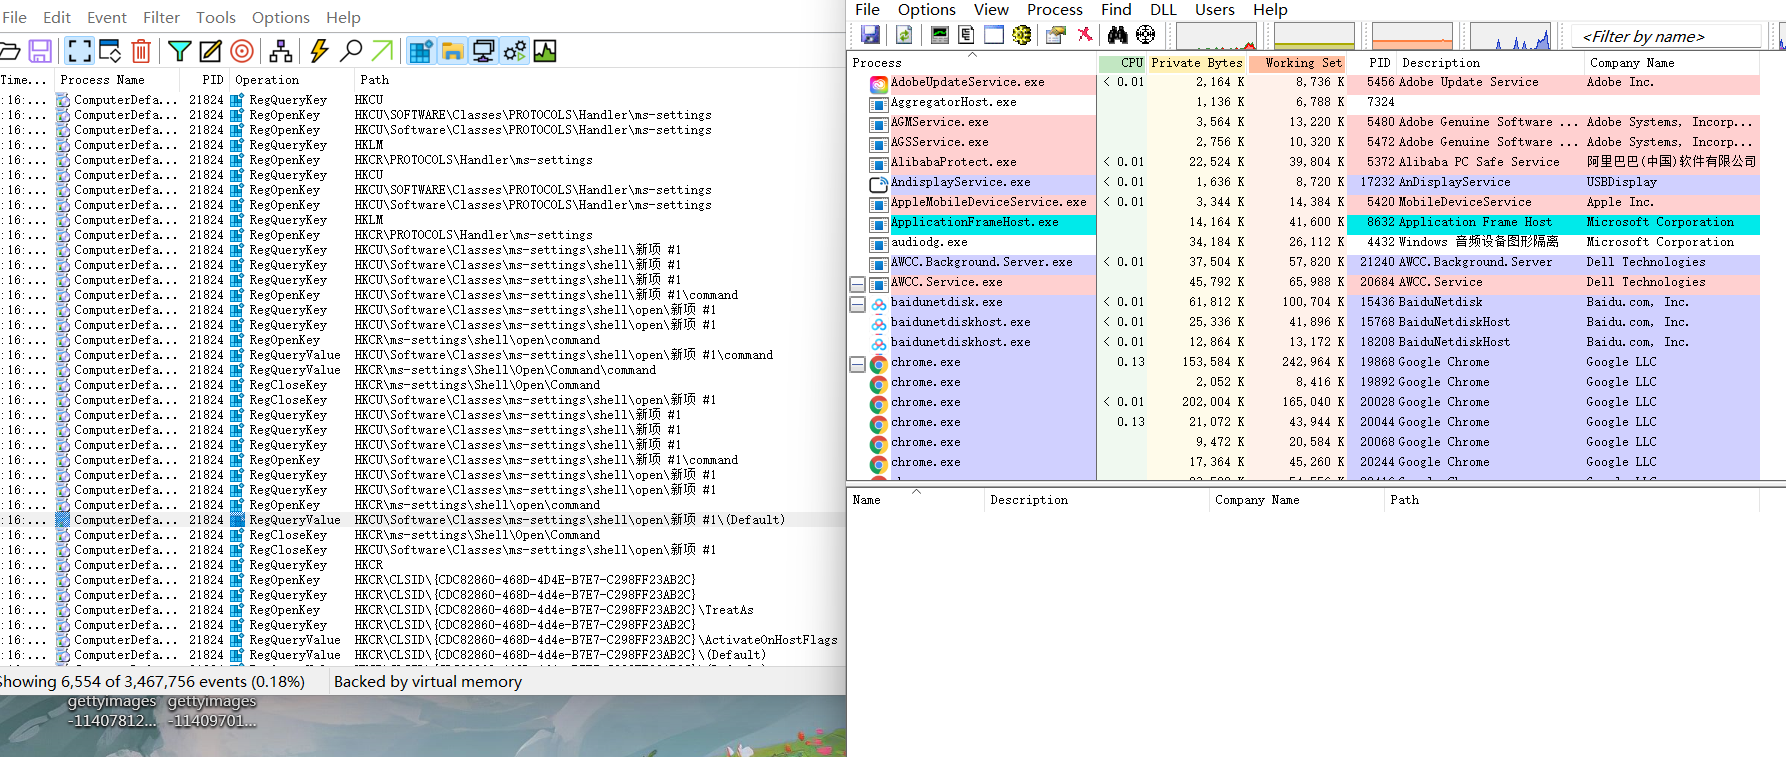 File Edit Event Filter Tools Options Help
Time... Process Name PID Operation Path
:16:... ComputerDefa... 21824 RegQueryKey HKCU
:16:... ComputerDefa... 21824 RegOpenKey HKCU\SOFTWARE\Classes\PROTOCOLS\Handler\ms-settings
:16:... ComputerDefa... 21824 RegOpenKey HKCU\SOFTWARE\Classes\PROTOCOLS\Handler\ms-settings
:16:... ComputerDefa... 21824 RegQueryKey HKLM
:16:... ComputerDefa... 21824 RegOpenKey HKCR\PROTOCOLS\Handler\ms-settings
:16:... ComputerDefa... 21824 RegQueryKey HKCU
:16:... ComputerDefa... 21824 RegOpenKey HKCU\SOFTWARE\Classes\PROTOCOLS\Handler\ms-settings
:16:... ComputerDefa... 21824 RegOpenKey HKCU\SOFTWARE\Classes\PROTOCOLS\Handler\ms-settings
:16:... ComputerDefa... 21824 RegQueryKey HKLM
:16:... ComputerDefa... 21824 RegOpenKey HKCR\PROTOCOLS\Handler\ms-settings
:16:... ComputerDefa... 21824 RegQueryKey HKCU\Software\Classes\ms-settings\shell\新项 #1
:16:... ComputerDefa... 21824 RegQueryKey HKCU\Software\Classes\ms-settings\shell\新项 #1
:16:... ComputerDefa... 21824 RegQueryKey HKCU\Software\Classes\ms-settings\shell\新项 #1
:16:... ComputerDefa... 21824 RegOpenKey HKCU\Software\Classes\ms-settings\shell\新项 #1\command
:16:... ComputerDefa... 21824 RegQueryKey HKCU\Software\Classes\ms-settings\shell\open\新项 #1
:16:... ComputerDefa... 21824 RegQueryKey HKCU\Software\Classes\ms-settings\shell\open\新项 #1
:16:... ComputerDefa... 21824 RegOpenKey HKCR\ms-settings\shell\open\command
:16:... ComputerDefa... 21824 RegQueryValue HKCU\Software\Classes\ms-settings\shell\open\新项 #1\command
:16:... ComputerDefa... 21824 RegQueryValue HKCR\ms-settings\Shell\Open\Command\command
:16:... ComputerDefa... 21824 RegCloseKey HKCR\ms-settings\Shell\Open\Command
:16:... ComputerDefa... 21824 RegCloseKey HKCU\Software\Classes\ms-settings\shell\open\新项 #1
:16:... ComputerDefa... 21824 RegQueryKey HKCU\Software\Classes\ms-settings\shell\新项 #1
:16:... ComputerDefa... 21824 RegQueryKey HKCU\Software\Classes\ms-settings\shell\新项 #1
:16:... ComputerDefa... 21824 RegQueryKey HKCU\Software\Classes\ms-settings\shell\新项 #1
:16:... ComputerDefa... 21824 RegOpenKey HKCU\Software\Classes\ms-settings\shell\新项 #1\command
:16:... ComputerDefa... 21824 RegQueryKey HKCU\Software\Classes\ms-settings\shell\open\新项 #1
:16:... ComputerDefa... 21824 RegQueryKey HKCU\Software\Classes\ms-settings\shell\open\新项 #1
:16:... ComputerDefa... 21824 RegOpenKey HKCR\ms-settings\shell\open\command
:16:... ComputerDefa... 21824 RegQueryValue HKCU\Software\Classes\ms-settings\shell\open\新项 #1\(Default)
:16:... ComputerDefa... 21824 RegCloseKey HKCR\ms-settings\Shell\Open\Command
:16:... ComputerDefa... 21824 RegCloseKey HKCU\Software\Classes\ms-settings\shell\open\新项 #1
:16:... ComputerDefa... 21824 RegQueryKey HKCR
:16:... ComputerDefa... 21824 RegOpenKey HKCR\CLSID\{CDC82860-468D-4D4E-B7E7-C298FF23AB2C}
:16:... ComputerDefa... 21824 RegQueryKey HKCR\CLSID\{CDC82860-468D-4d4e-B7E7-C298FF23AB2C}
:16:... ComputerDefa... 21824 RegOpenKey HKCR\CLSID\{CDC82860-468D-4d4e-B7E7-C298FF23AB2C}\TreatAs
:16:... ComputerDefa... 21824 RegQueryKey HKCR\CLSID\{CDC82860-468D-4d4e-B7E7-C298FF23AB2C}
:16:... ComputerDefa... 21824 RegQueryValue HKCR\CLSID\{CDC82860-468D-4d4e-B7E7-C298FF23AB2C}\ActivateOnHostFlags
:16:... ComputerDefa... 21824 RegQueryValue HKCR\CLSID\{CDC82860-468D-4d4e-B7E7-C298FF23AB2C}\(Default)
Showing 6,554 of 3,467,756 events (0.18%) Backed by virtual memory
gettyimages gettyimages
-11407812... -11409701...
File Options View Process Find DLL Users Help
<Filter by name>
Process CPU Private Bytes Working Set PID Description Company Name
AdobeUpdateService.exe < 0.01 2,164 K 8,736 K 5456 Adobe Update Service Adobe Inc.
AggregatorHost.exe 1,136 K 6,788 K 7324
AGMService.exe 3,564 K 13,220 K 5480 Adobe Genuine Software ... Adobe Systems, Incorp...
AGSService.exe 2,756 K 10,320 K 5472 Adobe Genuine Software ... Adobe Systems, Incorp...
AlibabaProtect.exe < 0.01 22,524 K 39,804 K 5372 Alibaba PC Safe Service 阿里巴巴(中国)软件有限公司
AndisplayService.exe < 0.01 1,636 K 8,720 K 17232 AnDisplayService USBDisplay
AppleMobileDeviceService.exe < 0.01 3,344 K 14,384 K 5420 MobileDeviceService Apple Inc.
ApplicationFrameHost.exe 14,164 K 41,600 K 8632 Application Frame Host Microsoft Corporation
audiodg.exe 34,184 K 26,112 K 4432 Windows 音频设备图形隔离 Microsoft Corporation
AWCC.Background.Server.exe < 0.01 37,504 K 57,820 K 21240 AWCC.Background.Server Dell Technologies
AWCC.Service.exe 45,792 K 65,988 K 20684 AWCC.Service Dell Technologies
baidunetdisk.exe < 0.01 61,812 K 100,704 K 15436 BaiduNetdisk Baidu.com, Inc.
baidunetdiskhost.exe < 0.01 25,336 K 41,896 K 15768 BaiduNetdiskHost Baidu.com, Inc.
baidunetdiskhost.exe < 0.01 12,864 K 13,172 K 18208 BaiduNetdiskHost Baidu.com, Inc.
chrome.exe 0.13 153,584 K 242,964 K 19868 Google Chrome Google LLC
chrome.exe 2,052 K 8,416 K 19892 Google Chrome Google LLC
chrome.exe < 0.01 202,004 K 165,040 K 20028 Google Chrome Google LLC
chrome.exe 0.13 21,072 K 43,944 K 20044 Google Chrome Google LLC
chrome.exe 9,472 K 20,584 K 20068 Google Chrome Google LLC
chrome.exe 17,364 K 45,260 K 20244 Google Chrome Google LLC
Name Description Company Name Path